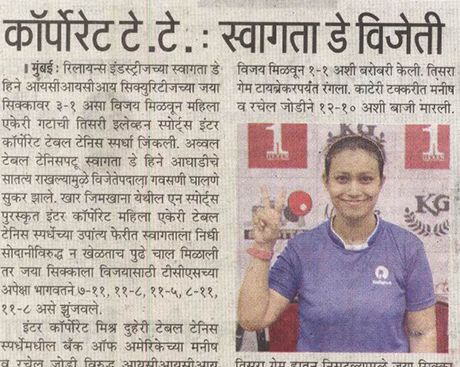 कॉर्पोरेट टे.टे. : स्वागता डे विजेती
। मुंबई : रिलायन्स इंडस्ट्रीजच्या स्वागता डे
हिने आयसीआयसीआय सिक्युरिटीजच्या जया
सिक्कावर ३-१ असा विजय मिळवून महिला
एकेरी गटाची तिसरी इलेव्हन स्पोर्ट्स इंटर
कॉर्पोरेट टेबल टेनिस स्पर्धा जिंकली. अव्वल
टेबल टेनिसपटू स्वागता डे हिने आघाडीचे
सातत्य राखल्यामुळे विजेतेपदाला गवसणी घालणे
सुकर झाले. खार जिमखाना येथील एन स्पोर्ट्स
पुरस्कृत इंटर कॉर्पोरेट महिला एकेरी टेबल
टेनिस स्पर्धेच्या उपांत्य फेरीत स्वागताला निधी
सोदानीविरुद्ध न खेळताच पुढे चाल मिळाली
तर जया सिक्काला विजयासाठी टीसीएसच्या
अपेक्षा भागवतने ७-११, ११-८, ११-५, ८-११,
११-८ असे झुंजवले.
इंटर कॉर्पोरेट मिश्र दुहेरी टेबल टेनिस
स्पर्धेमधील बँक ऑफ अमेरिकेच्या मनीष
व रचेल जोडी विरुद्ध आयसीआयसीआय
विजय मिळवून १-१ अशी बरोबरी केली. तिसरा
गेम टायब्रेकरपर्यंत रंगला. काटेरी टक्करीत मनीष
व रचेल जोडीने १२-१० अशी बाजी मारली.
1
KG
KG
Reliance